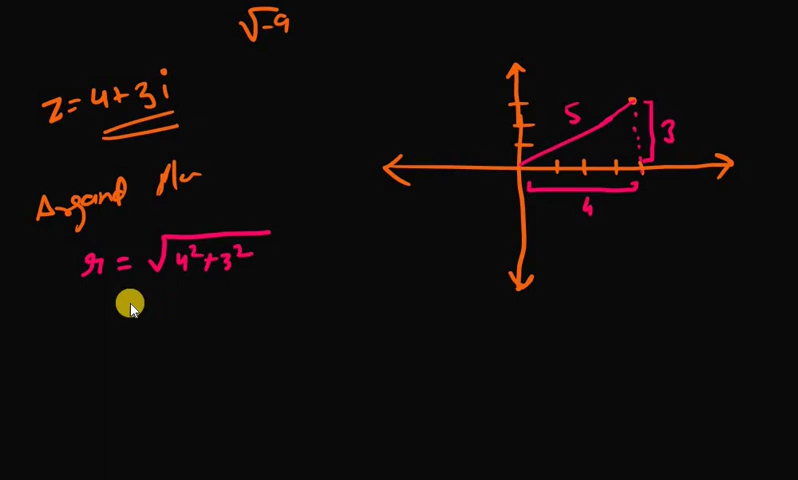 √-9
z = 4 + 3i
Argand
r = √4² + 3²
5
3
4